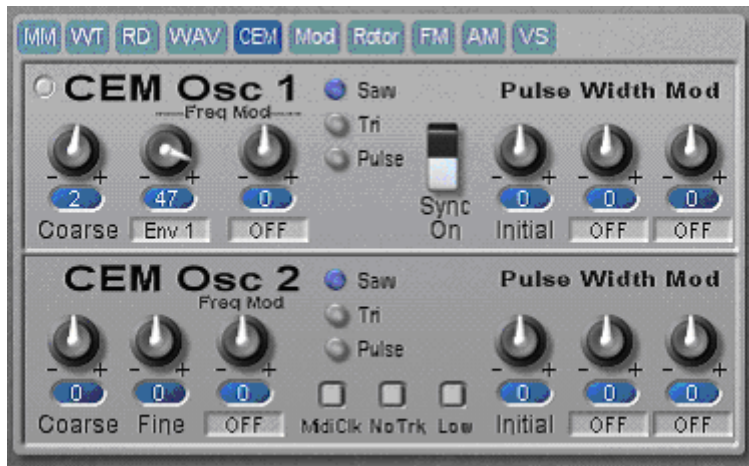 MM WT RD WAV CEM Mod Rotor FM AM VS
CEM Osc 1
Freq Mod
Saw
Tri
Pulse
Sync
On
Pulse Width Mod
- + - + - + - + - + - +
2 47 0 0 0 0
Coarse Env 1 OFF Initial OFF OFF
CEM Osc 2
Freq Mod
Saw
Tri
Pulse
Pulse Width Mod
- + - + - + - + - + - +
0 0 0 0 0 0
Coarse Fine OFF MidiClk NoTrk Low Initial OFF OFF